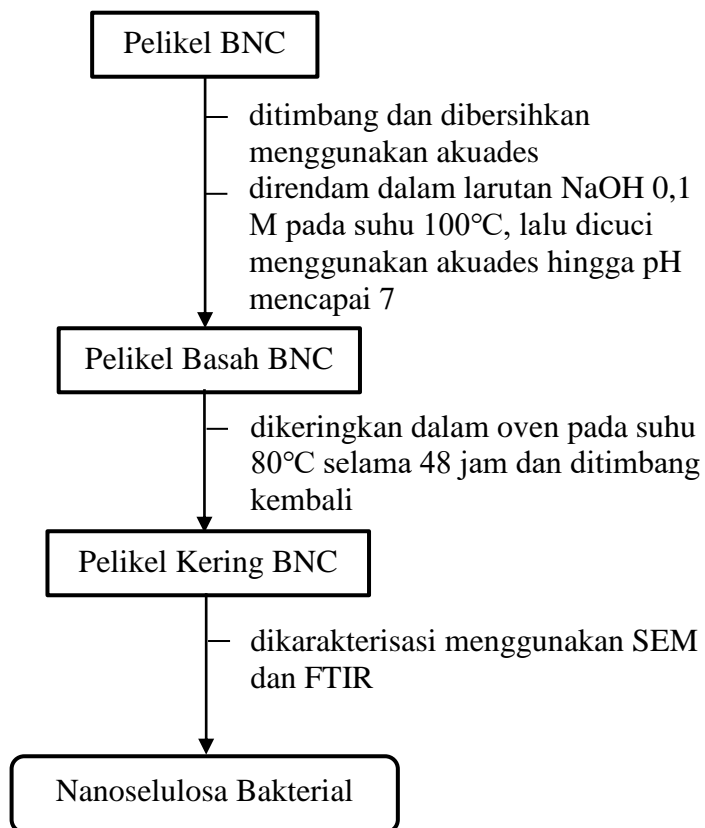 Pelikel BNC
ditimbang dan dibersihkan
menggunakan akuades
direndam dalam larutan NaOH 0,1
M pada suhu 100°C, lalu dicuci
menggunakan akuades hingga pH
mencapai 7
Pelikel Basah BNC
dikeringkan dalam oven pada suhu
80°C selama 48 jam dan ditimbang
kembali
Pelikel Kering BNC
dikarakterisasi menggunakan SEM
dan FTIR
Nanoselulosa Bakterial